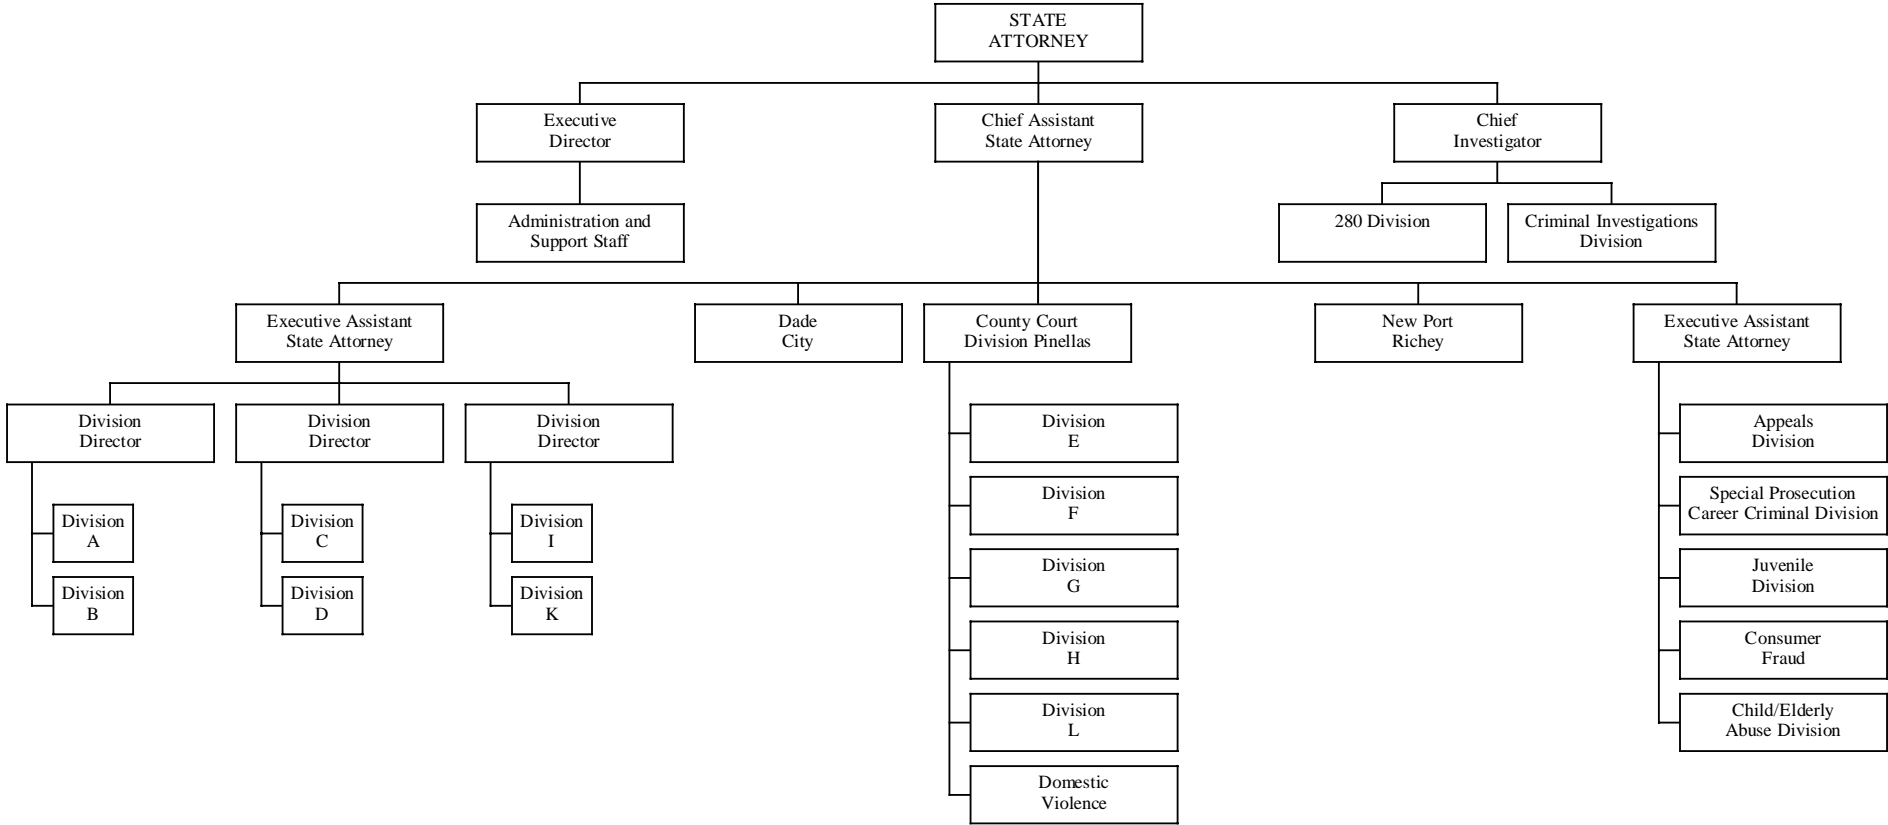 STATE
ATTORNEY
Executive
Director
Chief Assistant
State Attorney
Chief
Investigator
Administration and
Support Staff
280 Division
Criminal Investigations
Division
Executive Assistant
State Attorney
Dade
City
County Court
Division Pinellas
New Port
Richey
Executive Assistant
State Attorney
Division
Director
Division
Director
Division
Director
Division
A
Division
B
Division
C
Division
D
Division
I
Division
K
Division
E
Division
F
Division
G
Division
H
Division
L
Domestic
Violence
Appeals
Division
Special Prosecution
Career Criminal Division
Juvenile
Division
Consumer
Fraud
Child/Elderly
Abuse Division